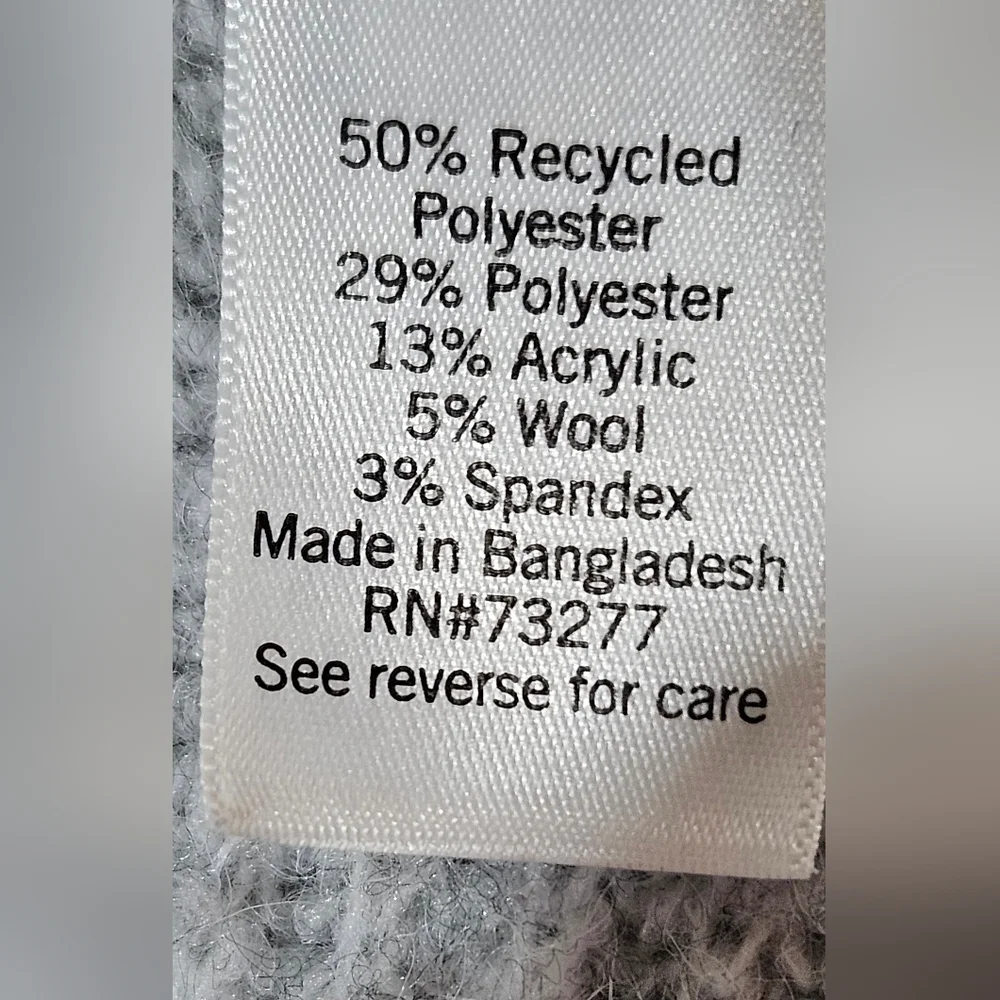 50% Recycled
Polyester
29% Polyester
13% Acrylic
5% Wool
3% Spandex
Made in Bangladesh
RN#73277
See reverse for care